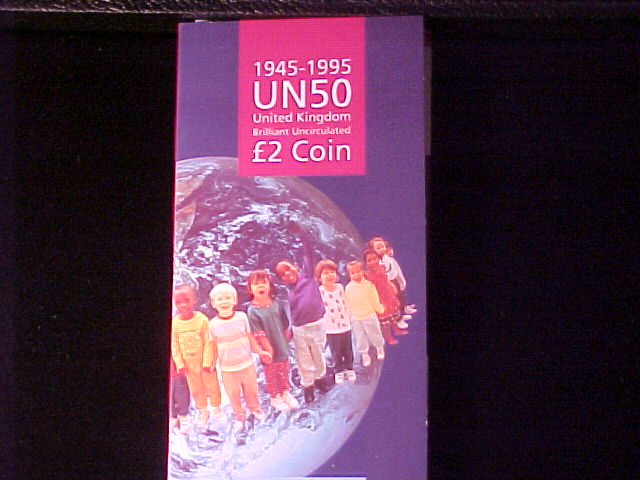 1945-1995
UN50
United Kingdom
Brilliant Uncirculated
£2 Coin